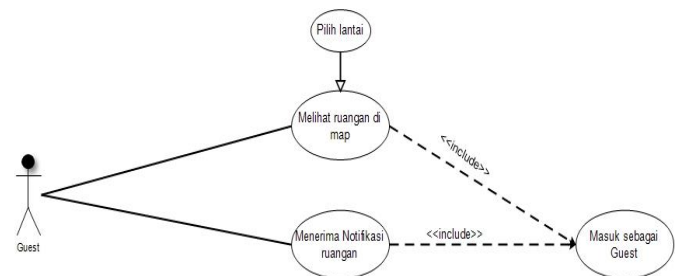 Pilih lantai
Melihat ruangan di
map
<<include>>
Guest
Menerima Notifikasi
ruangan
<<include>>
Masuk sebagai
Guest